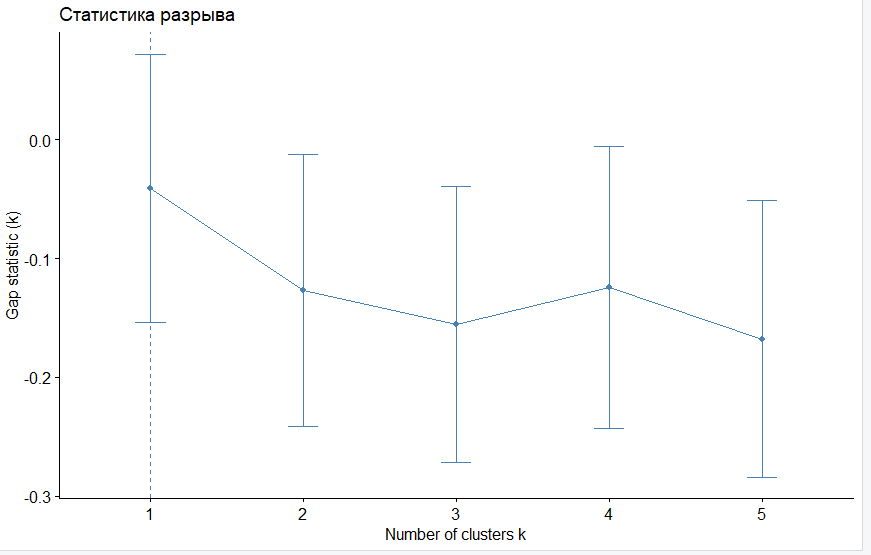 Статистика разрыва
Gap statistic (k)
0.0
-0.1
-0.2
-0.3
1 2 3 4 5
Number of clusters k